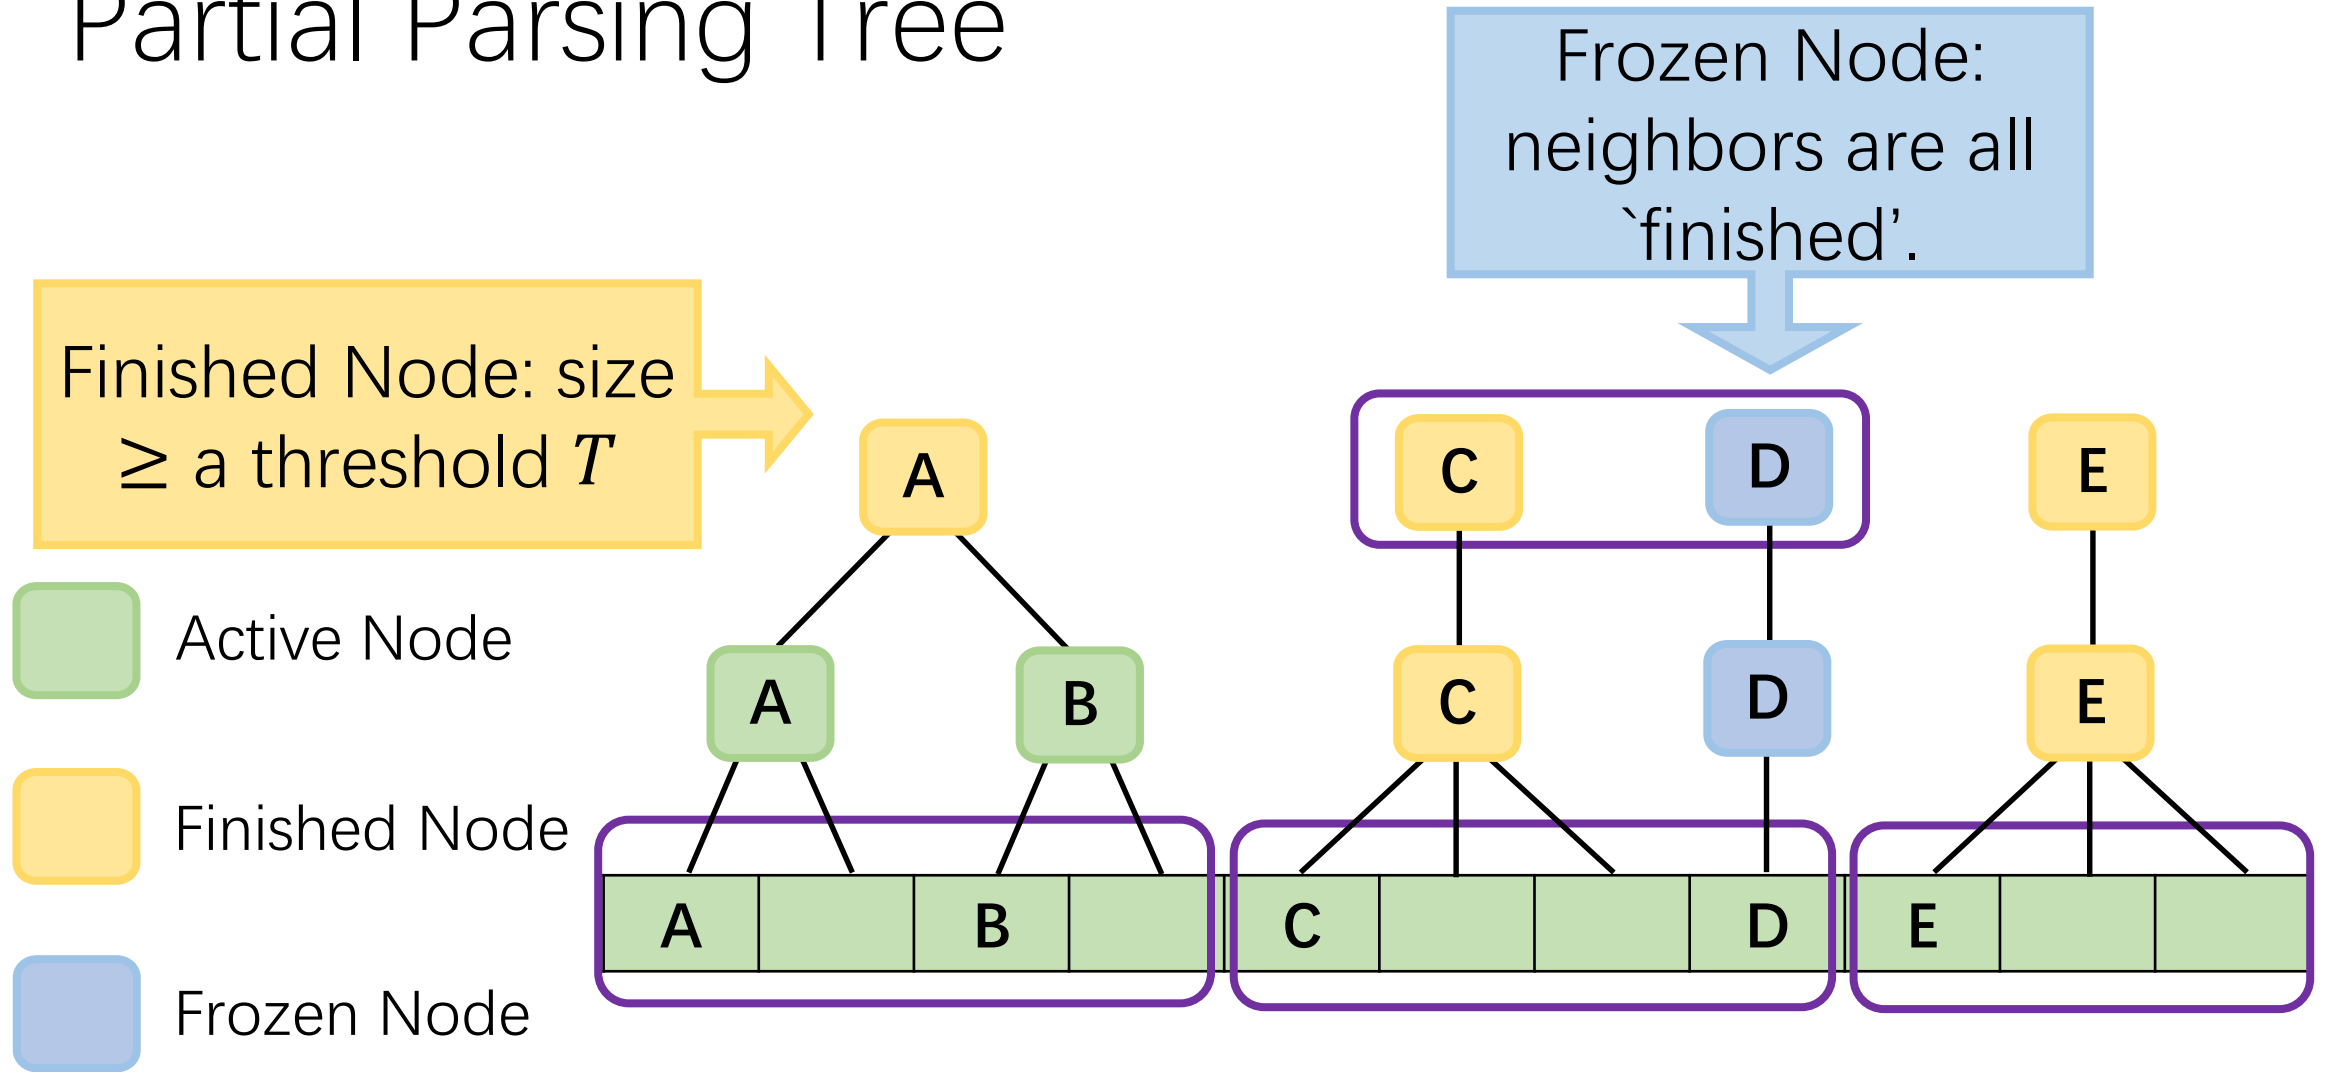 Partial Parsing Tree
Frozen Node:
neighbors are all
`finished’.
Finished Node: size
≥ a threshold T
A
C
D
E
Active Node
A
B
C
D
E
Finished Node
A
B
C
D
E
Frozen Node